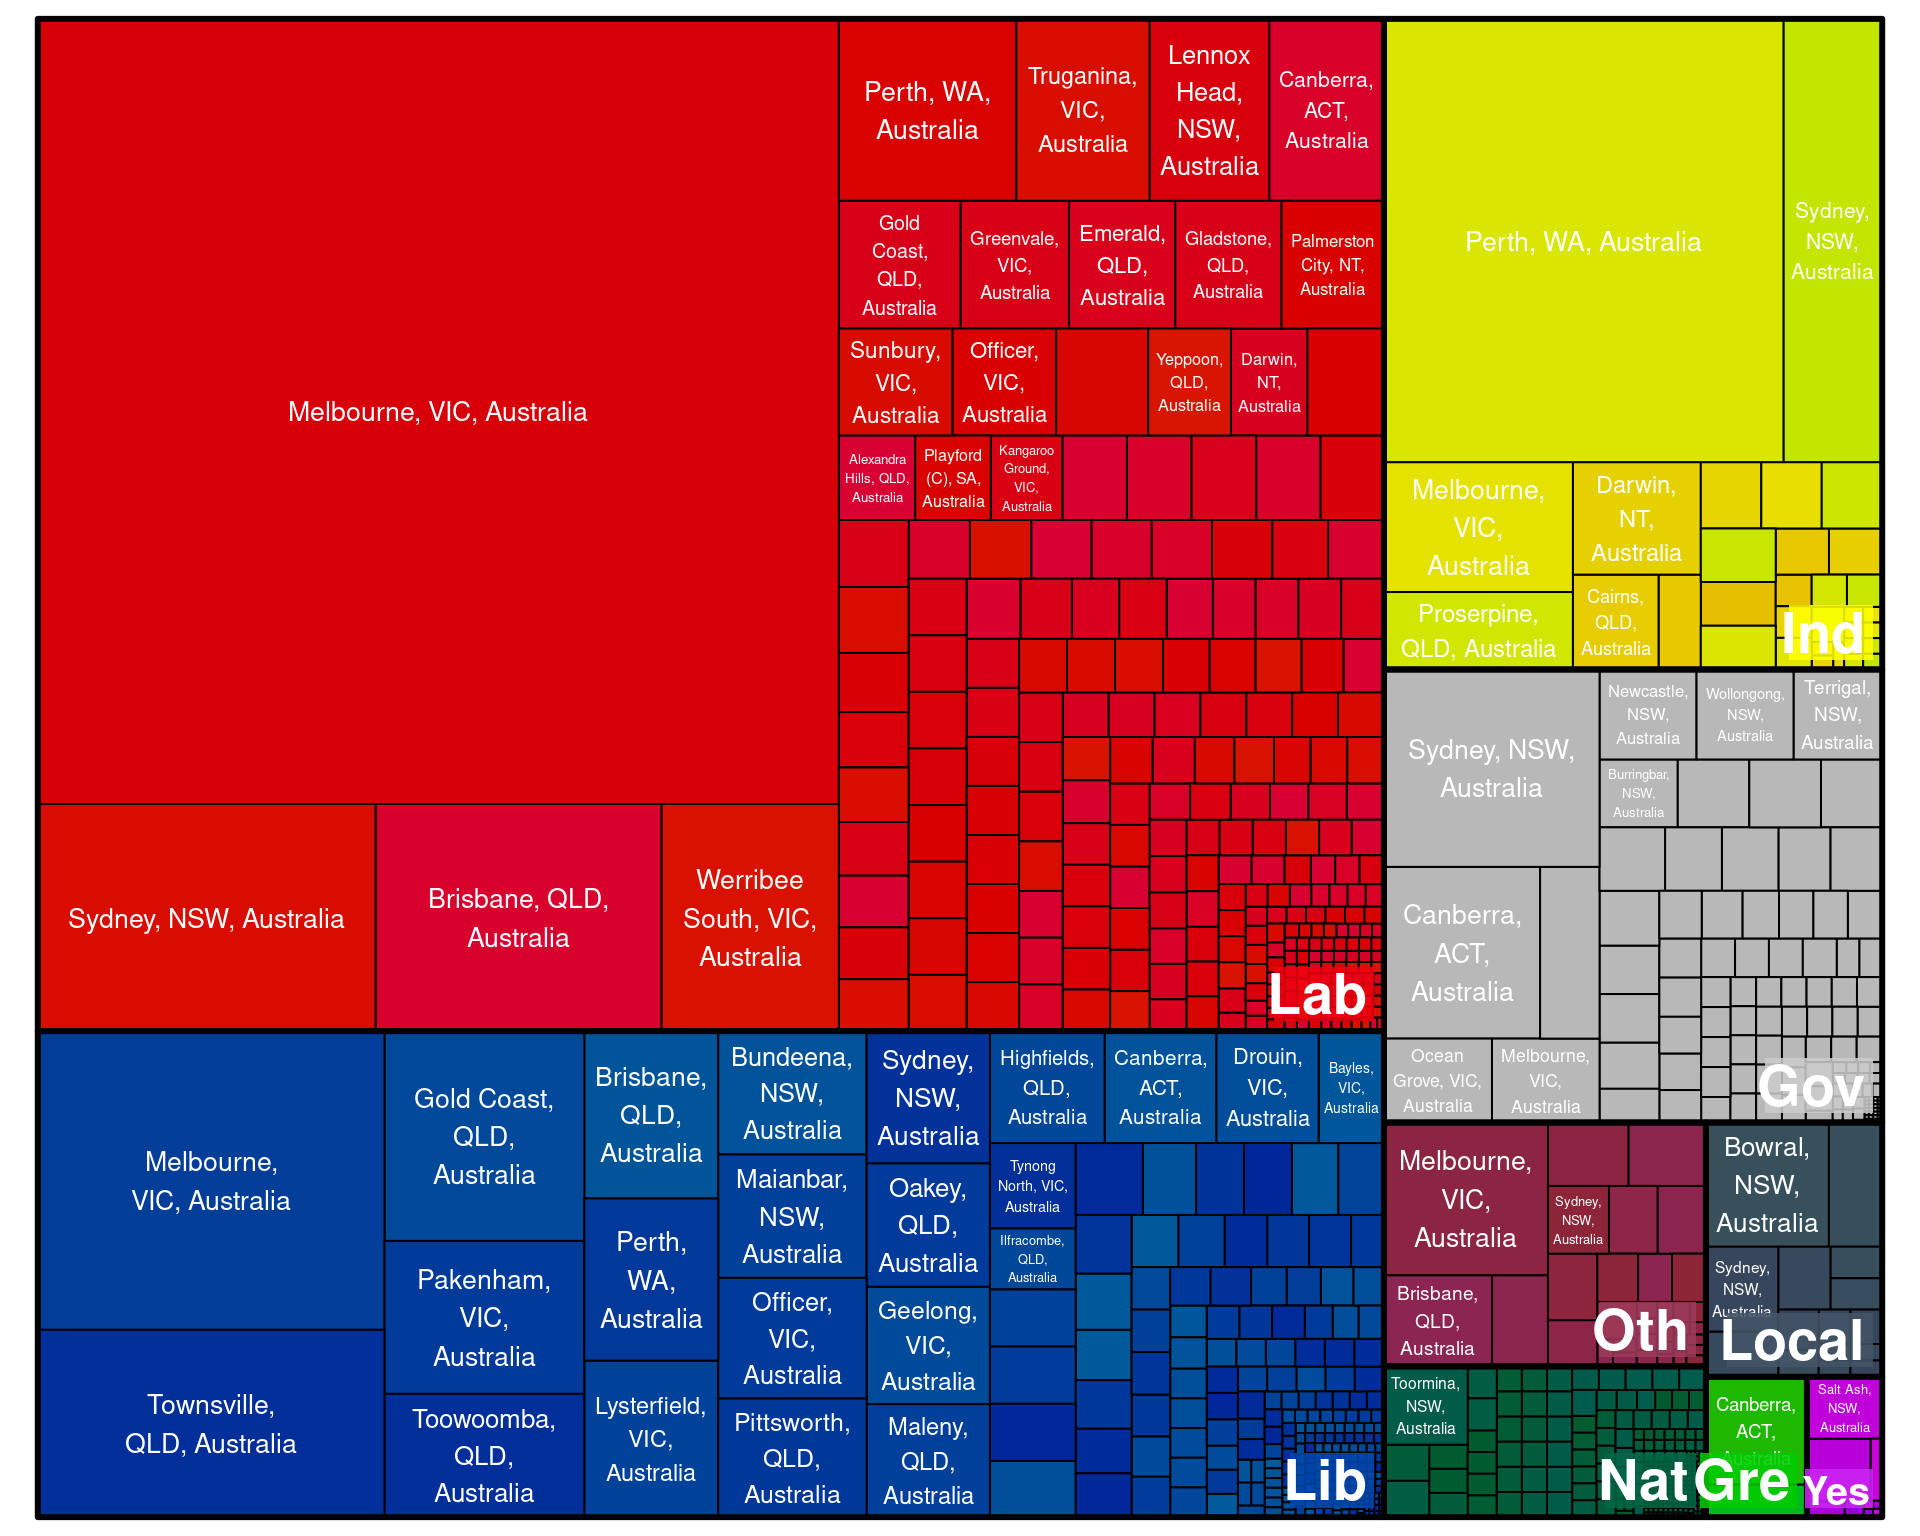 Melbourne, VIC, Australia
Sydney, NSW, Australia
Brisbane, QLD,
Australia
Werribee
South, VIC,
Australia
Perth, WA,
Australia
Truganina,
VIC,
Australia
Lennox
Head,
NSW,
Australia
Canberra,
ACT,
Australia
Gold
Coast,
QLD,
Australia
Greenvale,
VIC,
Australia
Emerald,
QLD,
Australia
Gladstone,
QLD,
Australia
Palmerston
City, NT,
Australia
Sunbury,
VIC,
Australia
Officer,
VIC,
Australia
Yeppoon,
QLD,
Australia
Darwin,
NT,
Australia
Alexandra
Hills, QLD,
Australia
Playford
(C), SA,
Australia
Kangaroo
Ground,
VIC,
Australia
Lab
Perth, WA, Australia
Sydney,
NSW,
Australia
Melbourne,
VIC,
Australia
Darwin,
NT,
Australia
Proserpine,
QLD, Australia
Cairns,
QLD,
Australia
Ind
Sydney, NSW,
Australia
Newcastle,
NSW,
Australia
Wollongong,
NSW,
Australia
Terrigal,
NSW,
Australia
Burringbar,
NSW,
Australia
Canberra,
ACT,
Australia
Ocean
Grove, VIC,
Australia
Melbourne,
VIC,
Australia
Gov
Melbourne,
VIC, Australia
Townsville,
QLD, Australia
Gold Coast,
QLD,
Australia
Pakenham,
VIC,
Australia
Toowoomba,
QLD,
Australia
Brisbane,
QLD,
Australia
Perth,
WA,
Australia
Lysterfield,
VIC,
Australia
Bundeena,
NSW,
Australia
Maianbar,
NSW,
Australia
Officer,
VIC,
Australia
Pittsworth,
QLD,
Australia
Sydney,
NSW,
Australia
Oakey,
QLD,
Australia
Geelong,
VIC,
Australia
Maleny,
QLD,
Australia
Highfields,
QLD,
Australia
Canberra,
ACT,
Australia
Drouin,
VIC,
Australia
Bayles,
VIC,
Australia
Tynong
North, VIC,
Australia
Ilfracombe,
QLD,
Australia
Lib
Melbourne,
VIC,
Australia
Sydney,
NSW,
Australia
Brisbane,
QLD,
Australia
Oth
Bowral,
NSW,
Australia
Sydney,
NSW,
Australia
Local
Toormina,
NSW,
Australia
Nat
Canberra,
ACT,
Australia
Gre
Salt Ash,
NSW,
Australia
Yes